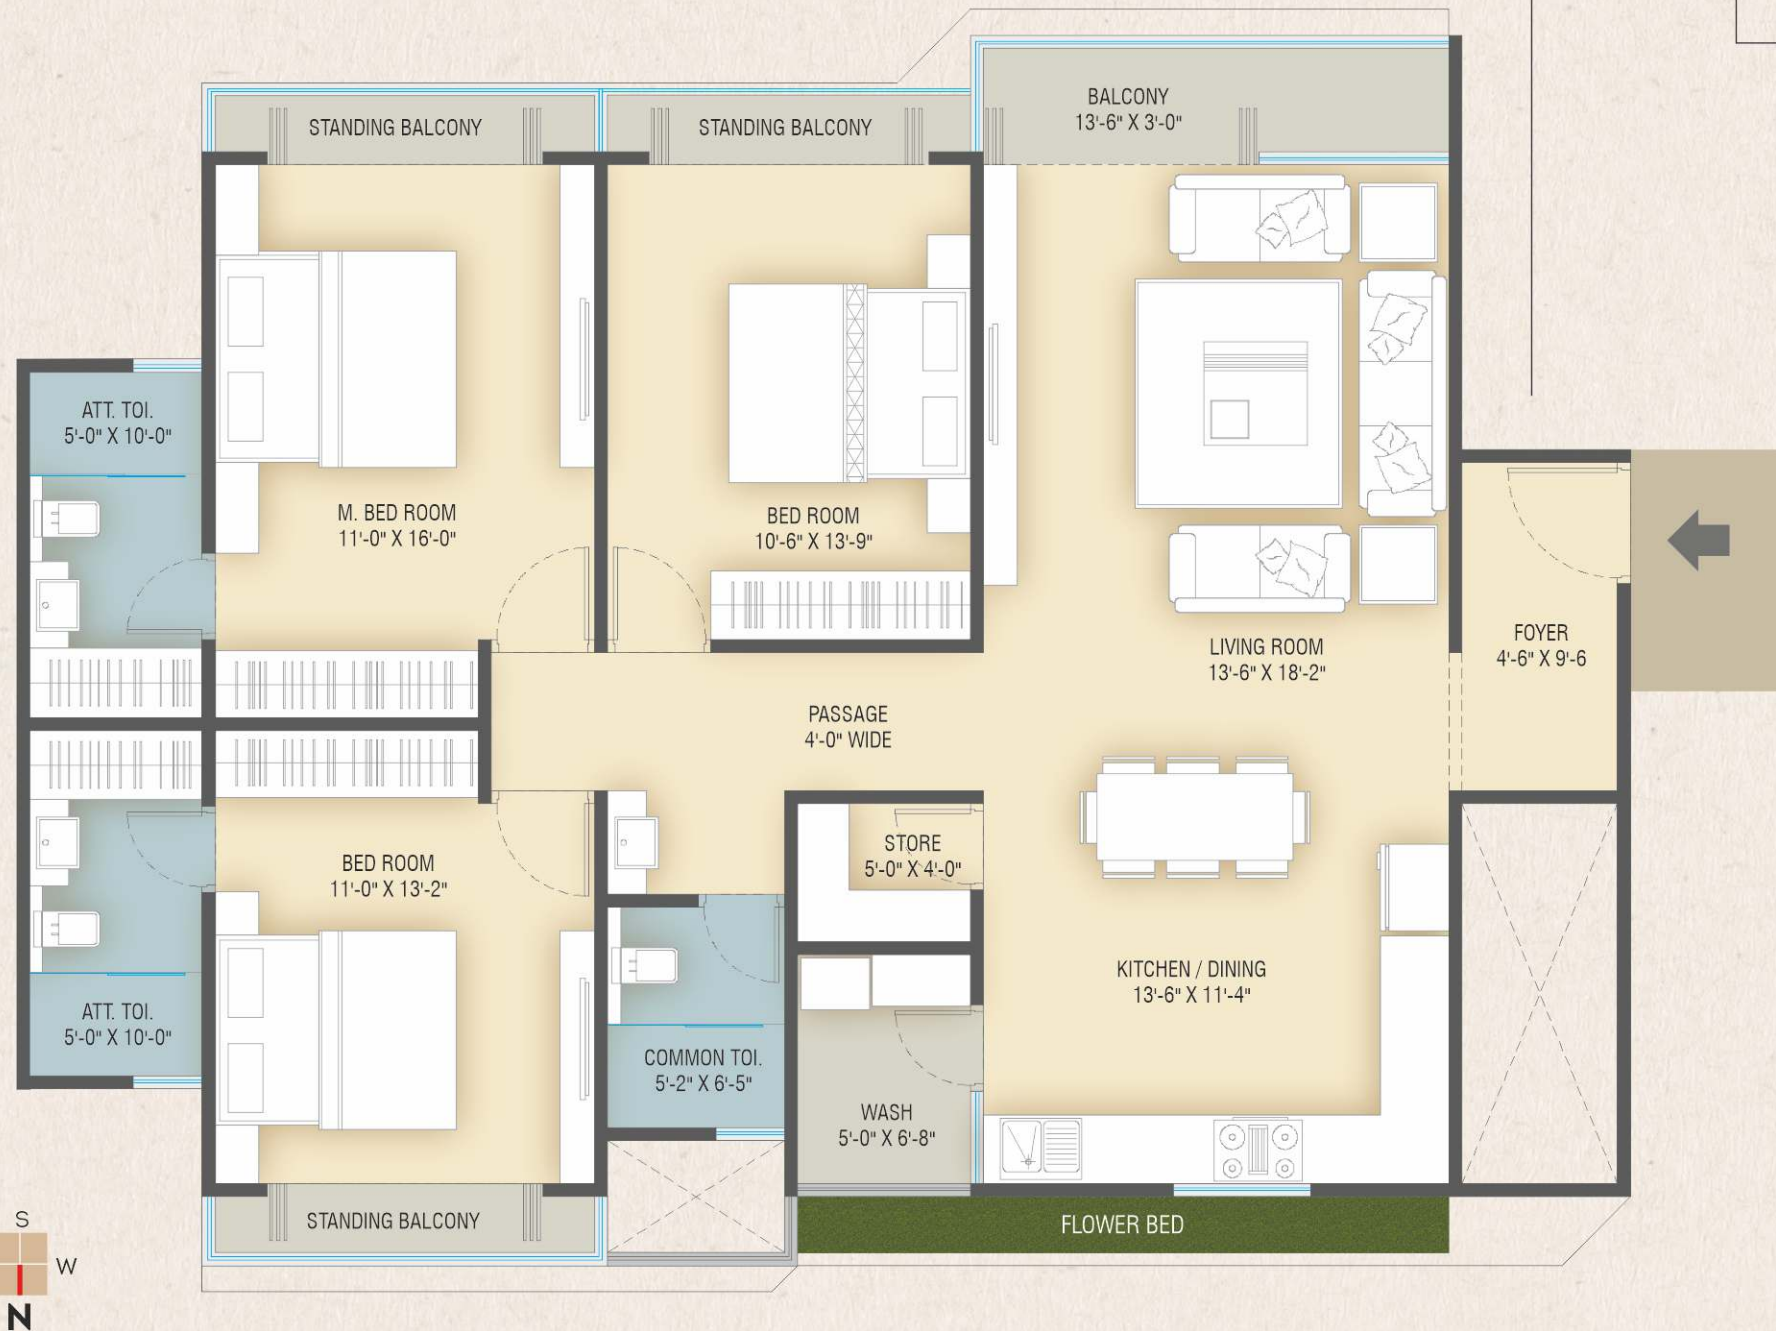 BALCONY
13'-6" X 3'-0"
STANDING BALCONY
STANDING BALCONY
ATT. TOI.
5'-0" X 10'-0"
M. BED ROOM
11'-0" X 16'-0"
BED ROOM
10'-6" X 13'-9"
LIVING ROOM
13'-6" X 18'-2"
FOYER
4'-6" X 9'-6
PASSAGE
4'-0" WIDE
STORE
5'-0" X 4'-0"
BED ROOM
11'-0" X 13'-2"
KITCHEN / DINING
13'-6" X 11'-4"
ATT. TOI.
5'-0" X 10'-0"
COMMON TOI.
5'-2" X 6'-5"
WASH
5'-0" X 6'-8"
STANDING BALCONY
FLOWER BED
S
W
N